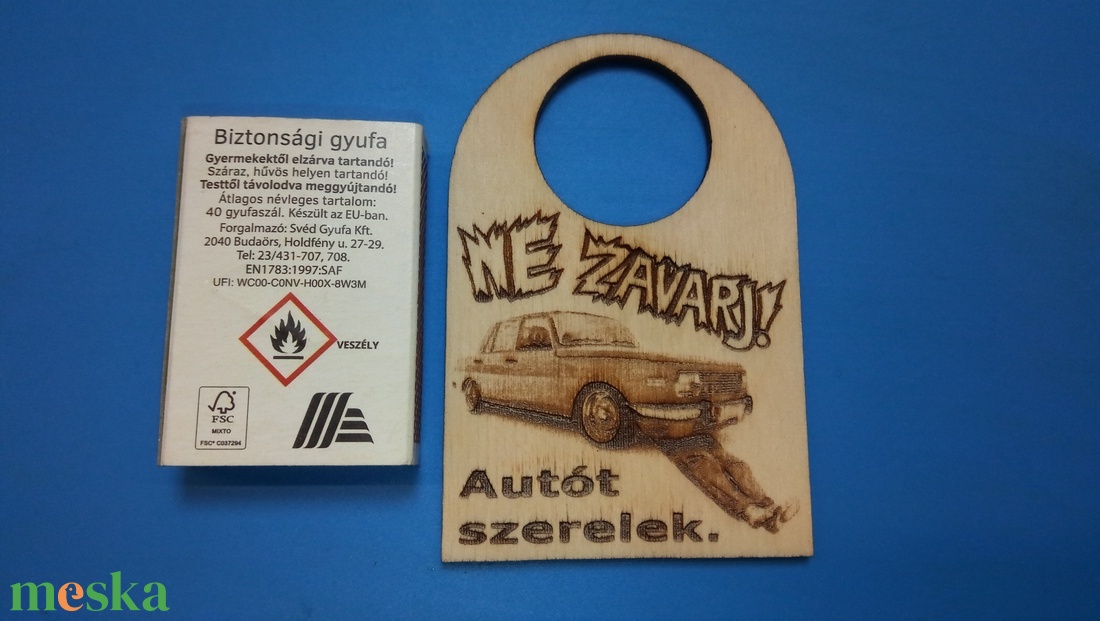 Biztonsági gyufa
Gyermekektől elzárva tartandó!
Száraz, hűvös helyen tartandó!
Testtől távolodva meggyújtandó!
Átlagos névleges tartalom:
40 gyufaszál. Készült az EU-ban.
Forgalmazó: Svéd Gyufa Kft.
2040 Budaörs, Holdfény u. 27-29.
Tel: 23/431-707, 708.
EN1783:1997:SAF
UFI: WC00-C0NV-H00X-8W3M
VESZÉLY
FSC
MIXTO
FSC® C037294
NE ZAVARJ!
Autót
szerelek.
meska